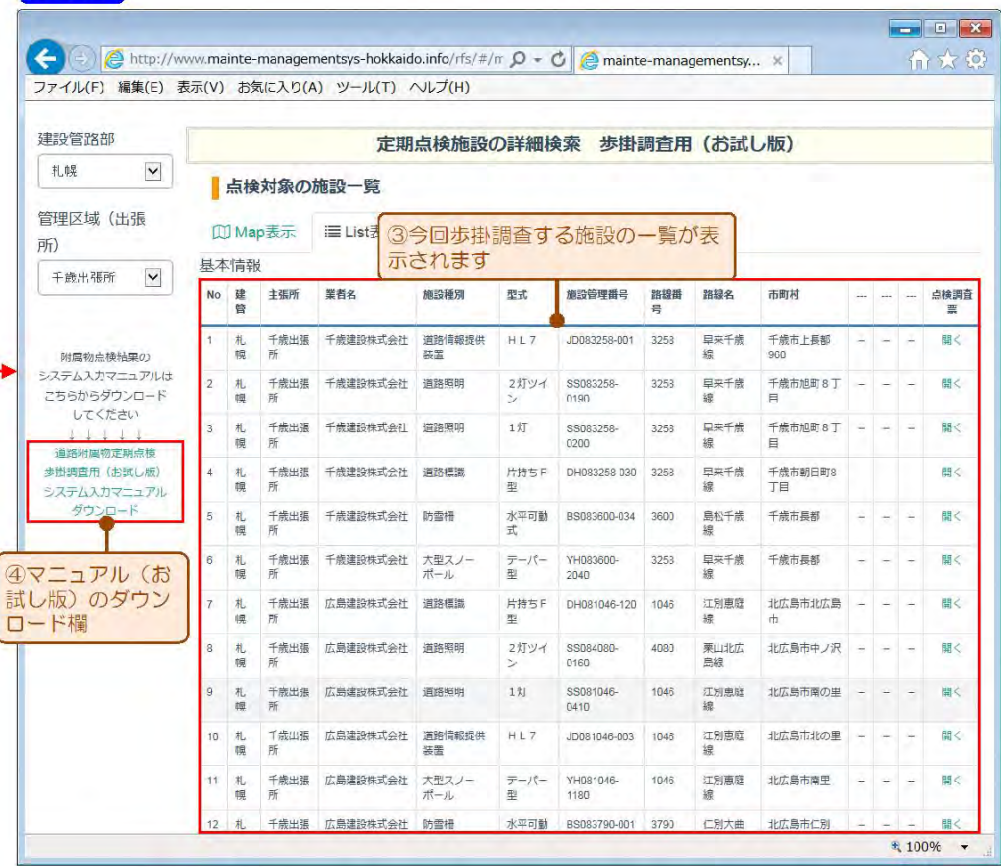 http://www.mainte-managementsys-hokkaido.info/rfs/#/m
mainte-managementsy... ×
ファイル(F) 編集(E) 表示(V) お気に入り(A) ツール(T) ヘルプ(H)
建設管路部
札幌
管理区域（出張
所）
千歳出張所
附属物点検結果の
システム入力マニュアルは
こちらからダウンロード
してください
↓ ↓ ↓ ↓ ↓
道路附属物定期点検
歩掛調査用（お試し版）
システム入力マニュアル
ダウンロード
④マニュアル（お
試し版）のダウン
ロード欄
定期点検施設の詳細検索 歩掛調査用（お試し版）
点検対象の施設一覧
Map表示 List表
③今回歩掛調査する施設の一覧が表
示されます
基本情報
No 建管 主張所 業者名 施設種別 型式 施設管理番号 路線番号 路線名 市町村 --- --- --- 点検調査票
1 札幌 千歳出張所 千歳建設株式会社 道路情報提供装置 ＨＬ７ JD083258-001 3258 早来千歳線 千歳市上長都900 – – – 開く
2 札幌 千歳出張所 千歳建設株式会社 道路照明 2灯ツイン SS083258-0190 3258 早来千歳線 千歳市旭町８丁目 – – – 開く
3 札幌 千歳出張所 千歳建設株式会社 道路照明 1灯 SS083258-0200 3258 早来千歳線 千歳市旭町８丁目 – – – 開く
4 札幌 千歳出張所 千歳建設株式会社 道路標識 片持ちＦ型 DH083258-030 3258 早来千歳線 千歳市朝日町8丁目 – – – 開く
5 札幌 千歳出張所 千歳建設株式会社 防雪柵 水平可動式 BS083600-034 3600 島松千歳線 千歳市長都 – – – 開く
6 札幌 千歳出張所 千歳建設株式会社 大型スノーポール テーパー型 YH083600-2040 3258 早来千歳線 千歳市長都 – – – 開く
7 札幌 千歳出張所 広島建設株式会社 道路標識 片持ちＦ型 DH081046-120 1046 江別恵庭線 北広島市北広島市 – – – 開く
8 札幌 千歳出張所 広島建設株式会社 道路照明 2灯ツイン SS084080-0160 4080 栗山北広島線 北広島市中ノ沢 – – – 開く
9 札幌 千歳出張所 広島建設株式会社 道路照明 1灯 SS081046-0410 1046 江別恵庭線 北広島市南の里 – – – 開く
10 札幌 千歳出張所 広島建設株式会社 道路情報提供装置 ＨＬ７ JD081046-003 1046 江別恵庭線 北広島市北の里 – – – 開く
11 札幌 千歳出張所 広島建設株式会社 大型スノーポール テーパー型 YH081046-1180 1046 江別恵庭線 北広島市南里 – – – 開く
12 札 千歳出張 広島建設株式会社 防雪柵 水平可動 BS083790-001 3790 仁別大曲 北広島市仁別 – – – 開く
100%